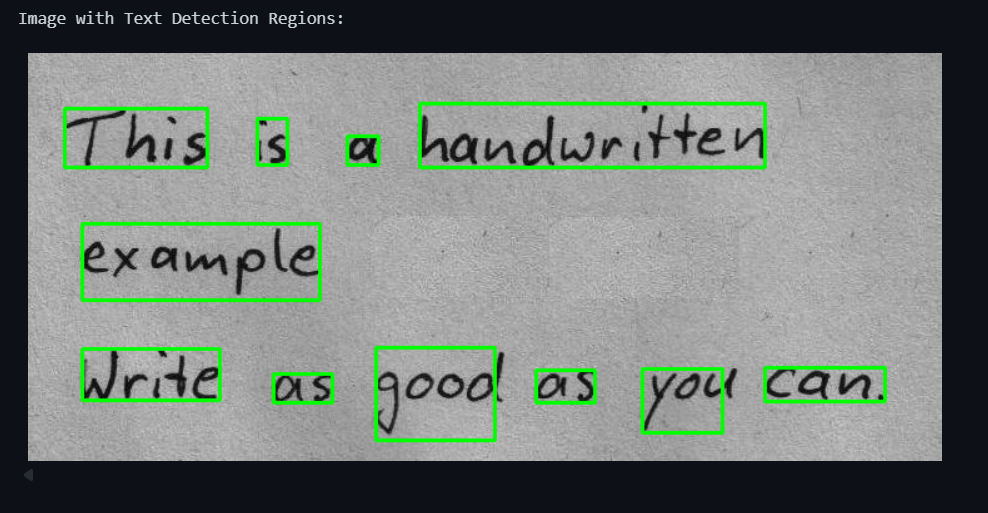 Image with Text Detection Regions:
This is a handwritten
example
Write as good as you can.